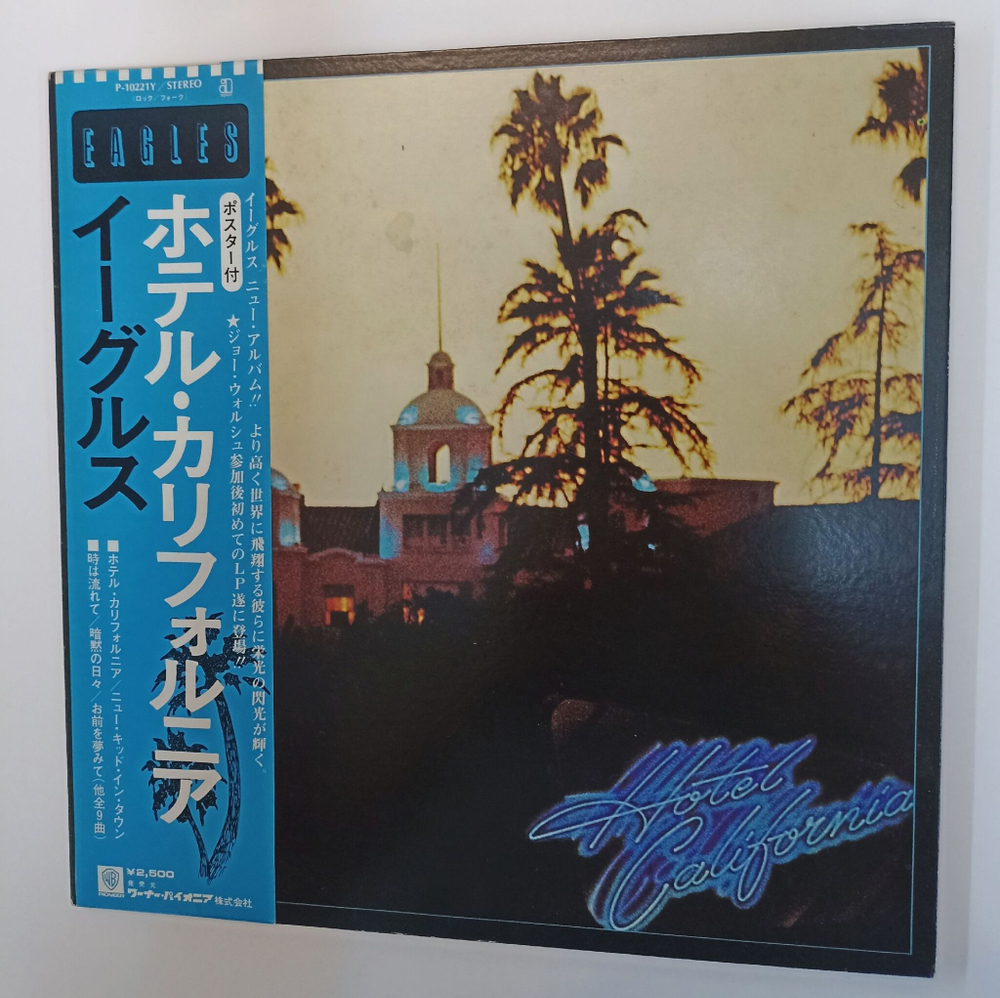 P-10221Y／STEREO
(ロック／フォーク)
EAGLES
イーグルス ニュー・アルバム!! より高く世界に飛翔する彼らに栄光の閃光が輝く。
ポスター付
★ジョー・ウォルシュ参加後初めてのLP遂に登場!!
ホテル・カリフォルニア
イーグルス
■ホテル・カリフォルニア／ニュー・キッド・イン・タウン
■時は流れて／暗黙の日々／お前を夢みて(他全9曲)
¥2,500
発売元
ワーナー・パイオニア株式会社
WB
PIONEER
Hotel
California